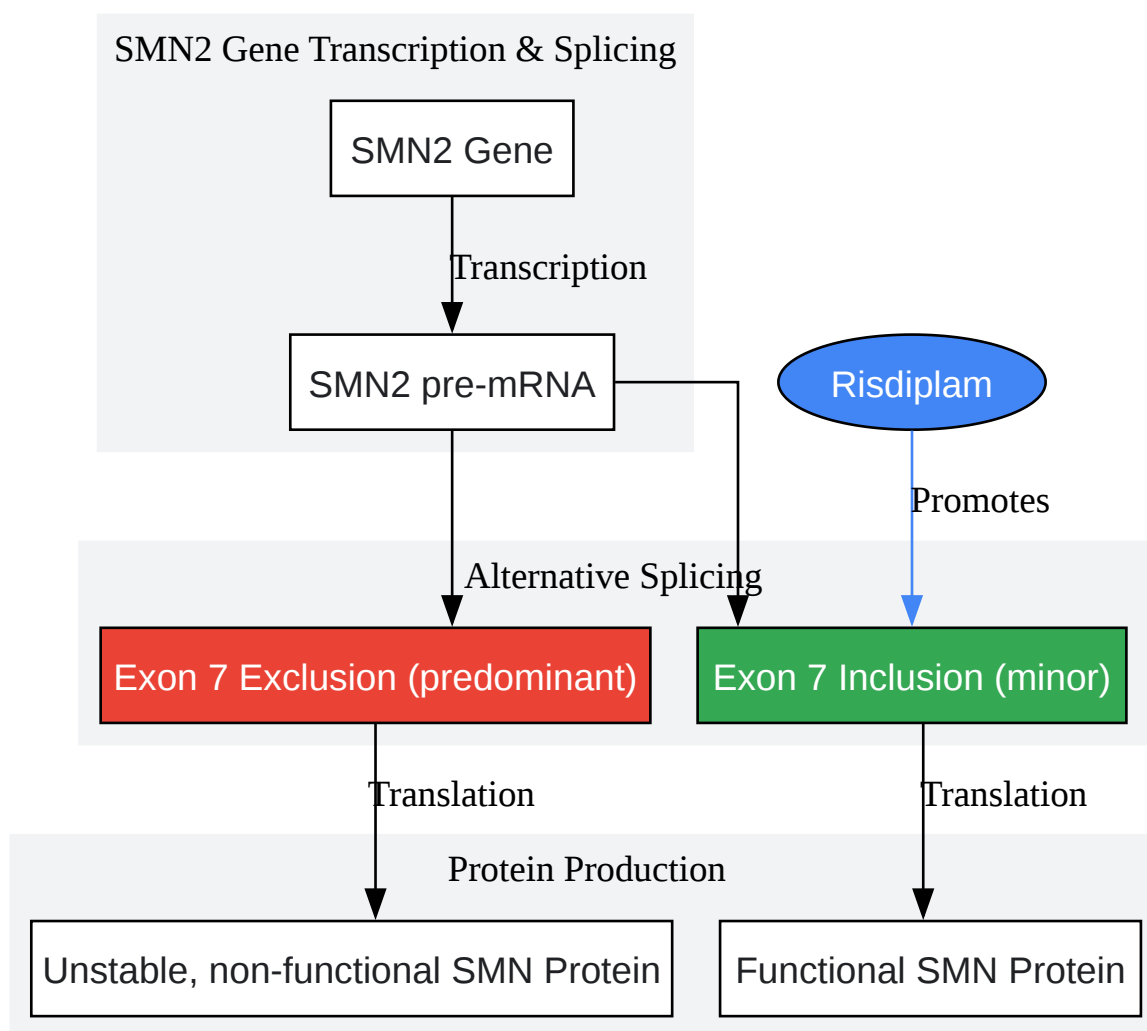 SMN2 Gene Transcription & Splicing
SMN2 Gene
Transcription
SMN2 pre-mRNA
Risdiplam
Promotes
Alternative Splicing
Exon 7 Exclusion (predominant)
Exon 7 Inclusion (minor)
Translation
Translation
Protein Production
Unstable, non-functional SMN Protein
Functional SMN Protein